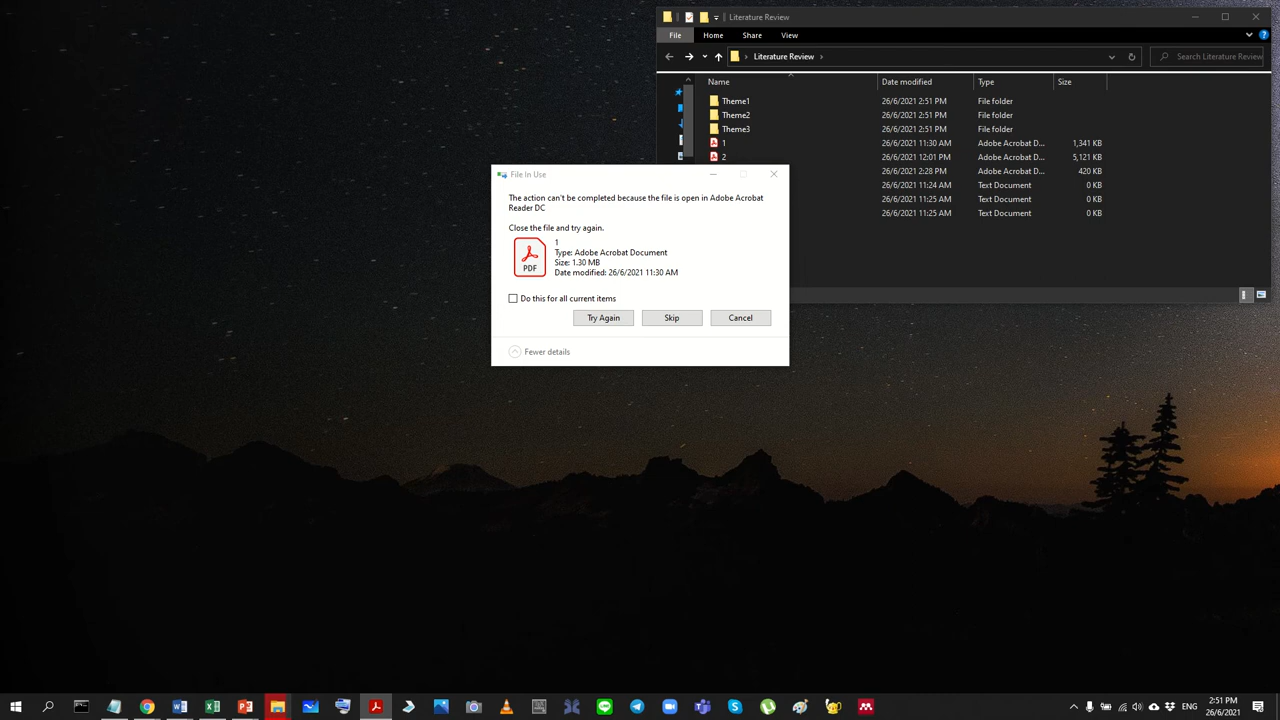 Literature Review
File
Home
Share
View
Literature Review
Search Literature Review
Name
Date modified
Type
Size
Theme1
26/6/2021 2:51 PM
File folder
Theme2
26/6/2021 2:51 PM
File folder
Theme3
26/6/2021 2:51 PM
File folder
1
26/6/2021 11:30 AM
Adobe Acrobat D...
1,341 KB
2
26/6/2021 12:01 PM
Adobe Acrobat D...
5,121 KB
26/6/2021 2:28 PM
Adobe Acrobat D...
420 KB
26/6/2021 11:24 AM
Text Document
0 KB
26/6/2021 11:25 AM
Text Document
0 KB
26/6/2021 11:25 AM
Text Document
0 KB
File In Use
The action can't be completed because the file is open in Adobe Acrobat
Reader DC
Close the file and try again.
PDF
1
Type: Adobe Acrobat Document
Size: 1.30 MB
Date modified: 26/6/2021 11:30 AM
Do this for all current items
Try Again
Skip
Cancel
Fewer details
ENG
2:51 PM
26/6/2021